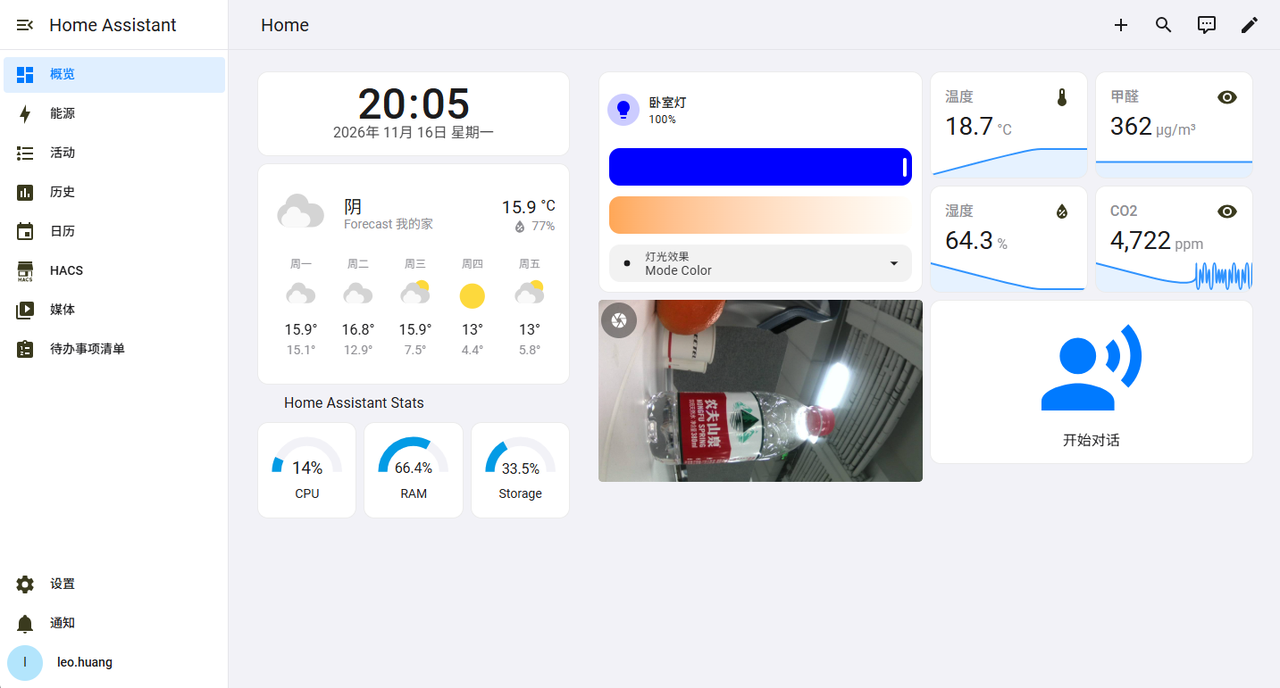 Home Assistant
概览
能源
活动
历史
日历
HACS
HACS
媒体
待办事项清单
设置
通知
l
leo.huang
Home
20:05
2026年 11月 16日 星期一
阴
Forecast 我的家
15.9 °C
77%
周一 周二 周三 周四 周五
15.9° 16.8° 15.9° 13° 13°
15.1° 12.9° 7.5° 4.4° 5.8°
Home Assistant Stats
14% 66.4% 33.5%
CPU RAM Storage
卧室灯
100%
灯光效果
Mode Color
农夫山泉
NONGFU SPRING
温度
18.7 °C
甲醛
362 µg/m³
湿度
64.3 %
CO2
4,722 ppm
开始对话